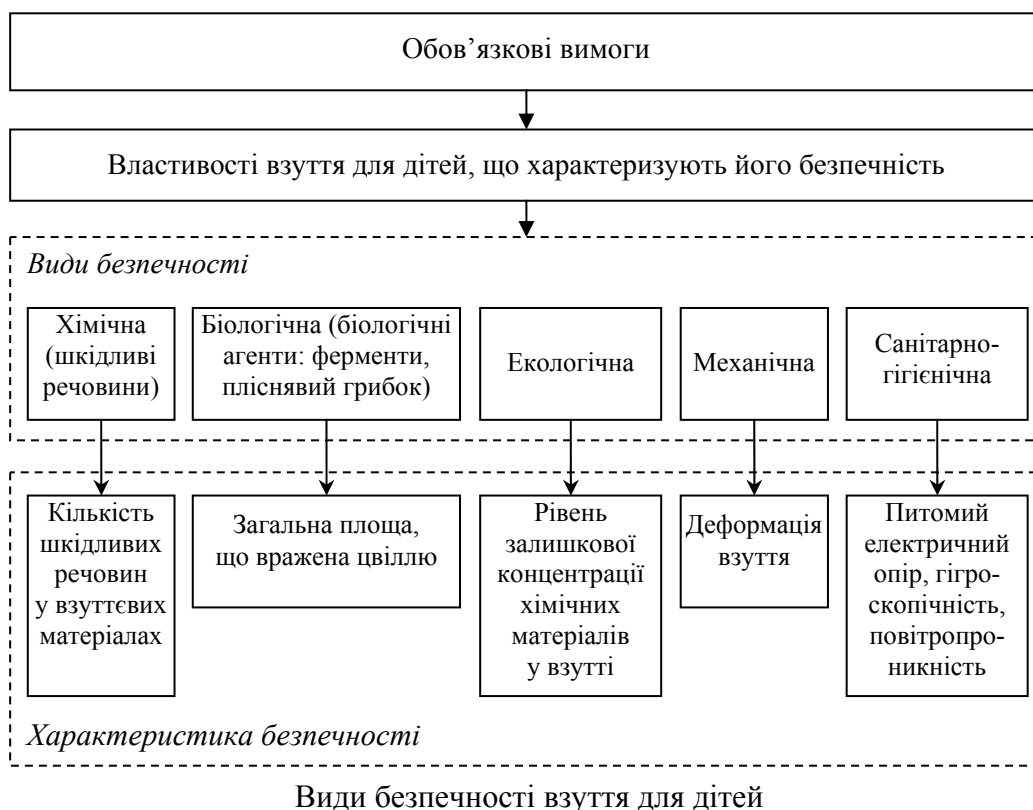 Обов’язкові вимоги
Властивості взуття для дітей, що характеризують його безпечність
Види безпечності
Хімічна
(шкідливі
речовини)
Біологічна (біологічні
агенти: ферменти,
пліснявий грибок)
Екологічна
Механічна
Санітарно-
гігієнічна
Кількість
шкідливих
речовин
у взуттєвих
матеріалах
Загальна площа,
що вражена цвіллю
Рівень
залишкової
концентрації
хімічних
матеріалів
у взутті
Деформація
взуття
Питомий
електричний
опір, гігро-
скопічність,
повітропро-
никність
Характеристика безпечності
Види безпечності взуття для дітей